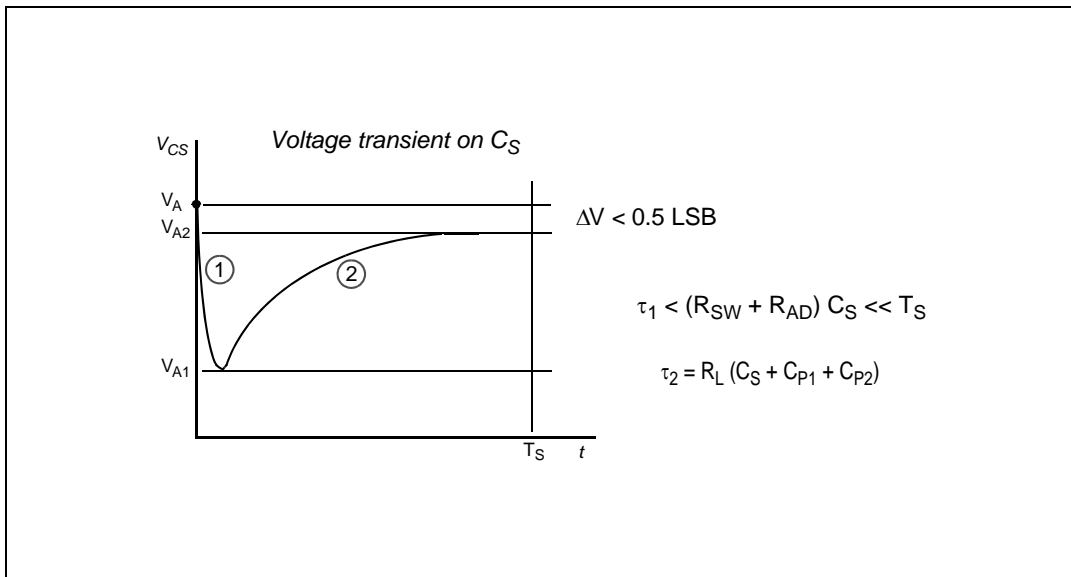 Voltage transient on CS
VCS
VA
VA2
ΔV < 0.5 LSB
1
2
τ1 < (RSW + RAD) CS << TS
VA1
τ2 = RL (CS + CP1 + CP2)
TS
t